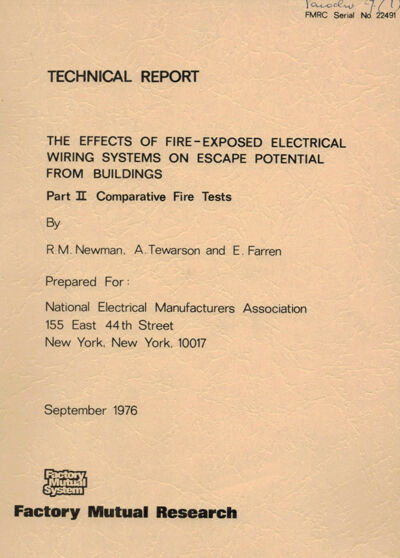 FMRC Serial No 22491
TECHNICAL REPORT
THE EFFECTS OF FIRE-EXPOSED ELECTRICAL
WIRING SYSTEMS ON ESCAPE POTENTIAL
FROM BUILDINGS
Part II Comparative Fire Tests
By
R.M. Newman, A. Tewarson and E. Farren
Prepared For:
National Electrical Manufacturers Association
155 East 44th Street
New York, New York, 10017
September 1976
Factory
Mutual
System
Factory Mutual Research